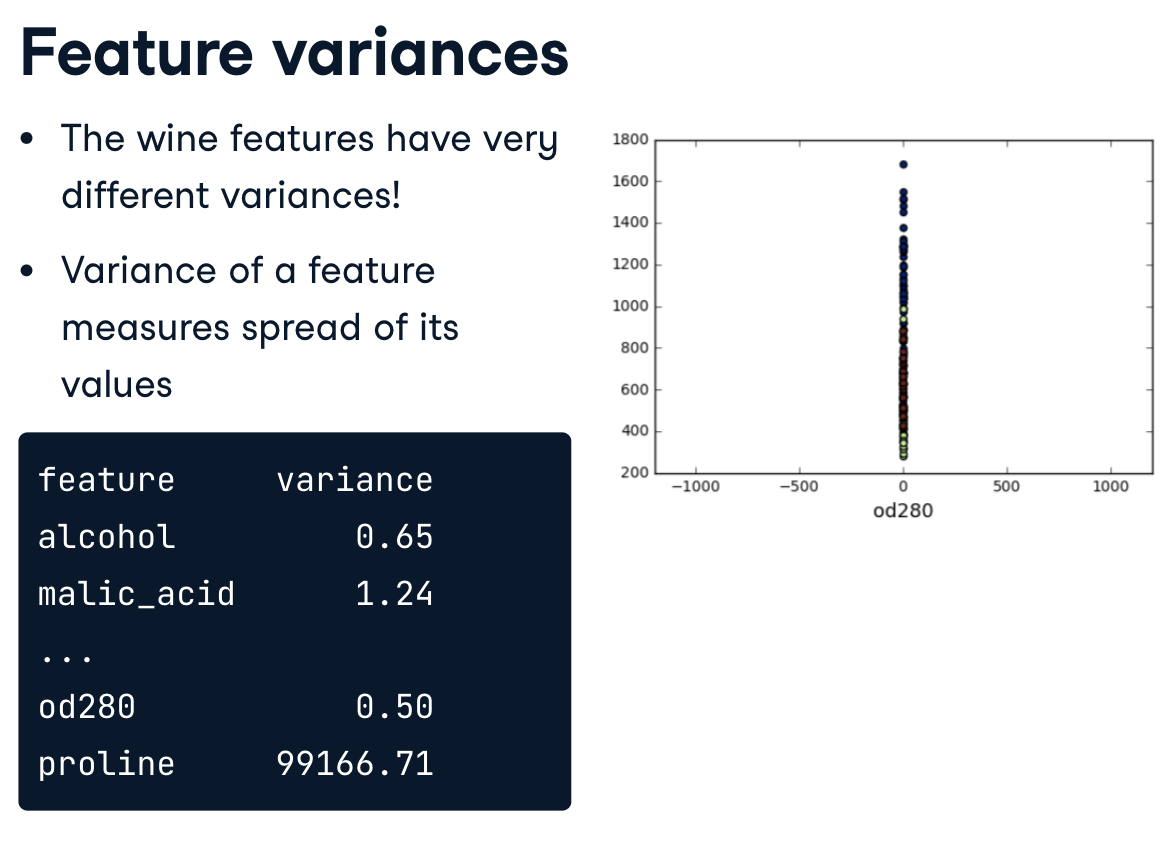 Feature variances
• The wine features have very
different variances!
• Variance of a feature
measures spread of its
values
feature variance
alcohol 0.65
malic_acid 1.24
...
od280 0.50
proline 99166.71
1800
1600
1400
1200
1000
800
600
400
200
−1000 −500 0 500 1000
od280